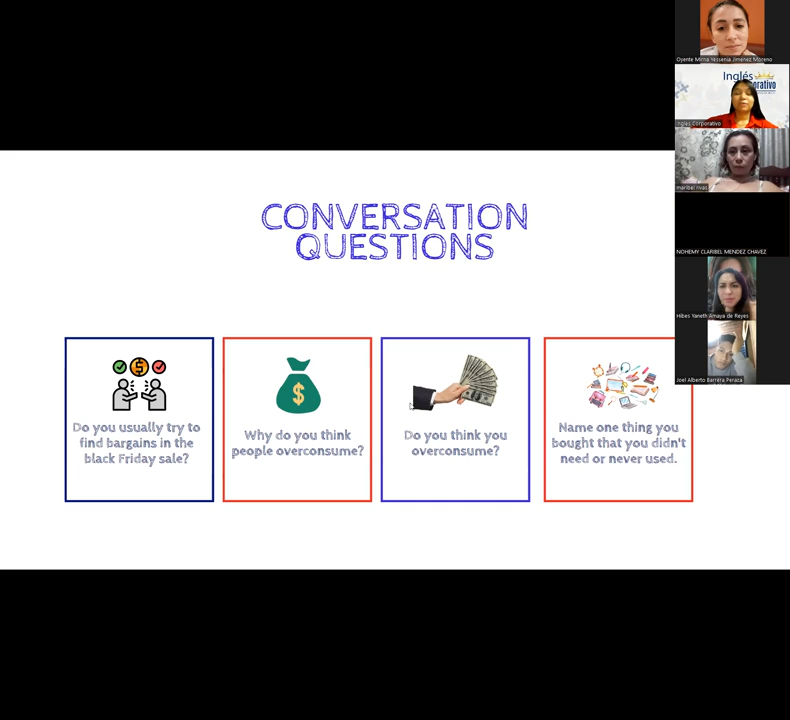 CONVERSATION
QUESTIONS
Do you usually try to
find bargains in the
black Friday sale?
Why do you think
people overconsume?
Do you think you
overconsume?
Name one thing you
bought that you didn't
need or never used.
Oyente Mirna Yessenia Jimenez Moreno
Inglés
orativo
Inglés Corporativo
maribel rivas
NOHEMY CLARIBEL MENDEZ CHAVEZ
Hibes Yaneth Amaya de Reyes
Joel Alberto Barrera Peraza